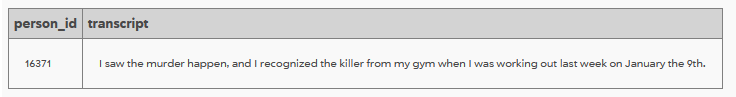 person_id transcript
16371 I saw the murder happen, and I recognized the killer from my gym when I was working out last week on January the 9th.